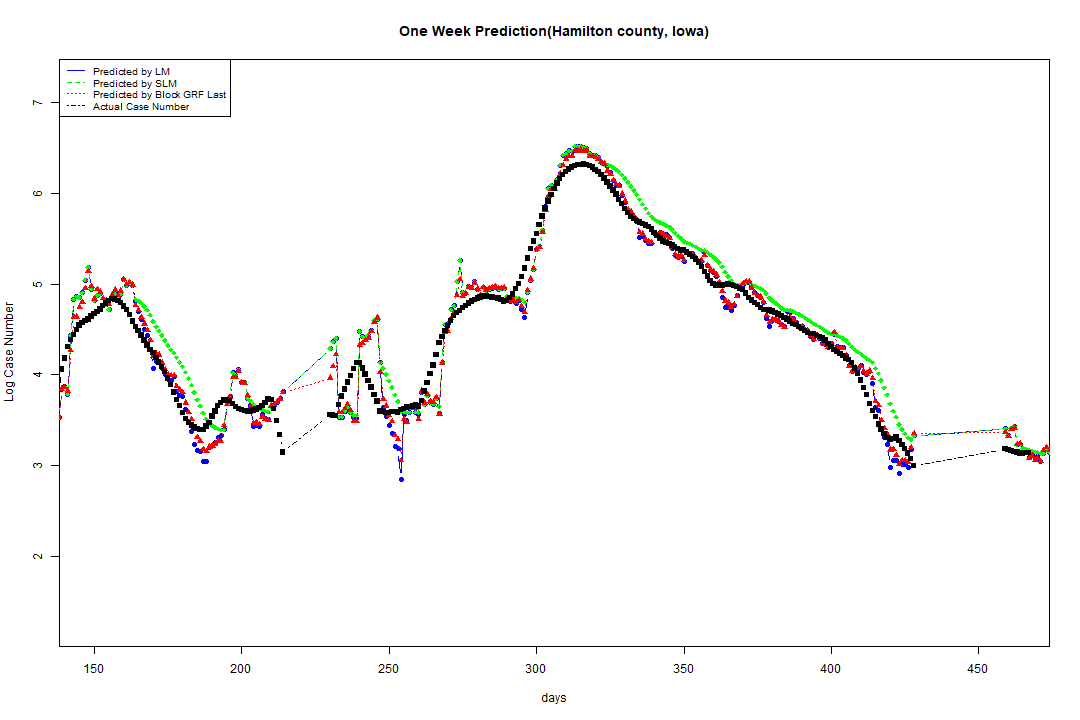 One Week Prediction(Hamilton county, Iowa)
Predicted by LM
Predicted by SLM
Predicted by Block GRF Last
Actual Case Number
7
6
5
4
3
2
Log Case Number
150 200 250 300 350 400 450
days